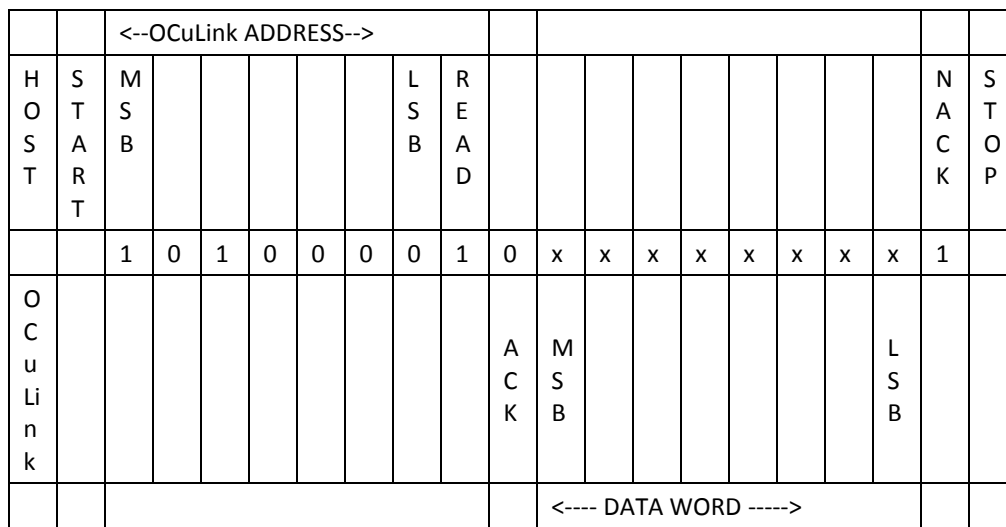 <--OCuLink ADDRESS-->
HOST START MSB LSB READ NACK STOP
1 0 1 0 0 0 0 1 0 x x x x x x x x 1
OCuLink ACK MSB LSB
<---- DATA WORD ----->